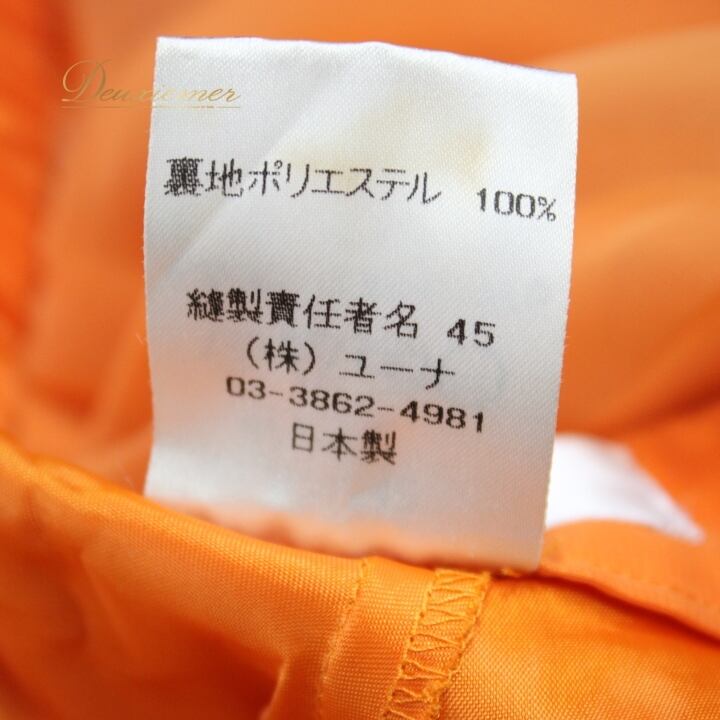 Deuxiemer
裏地ポリエステル 100%
縫製責任者名 45
(株)ユーナ
03-3862-4981
日本製